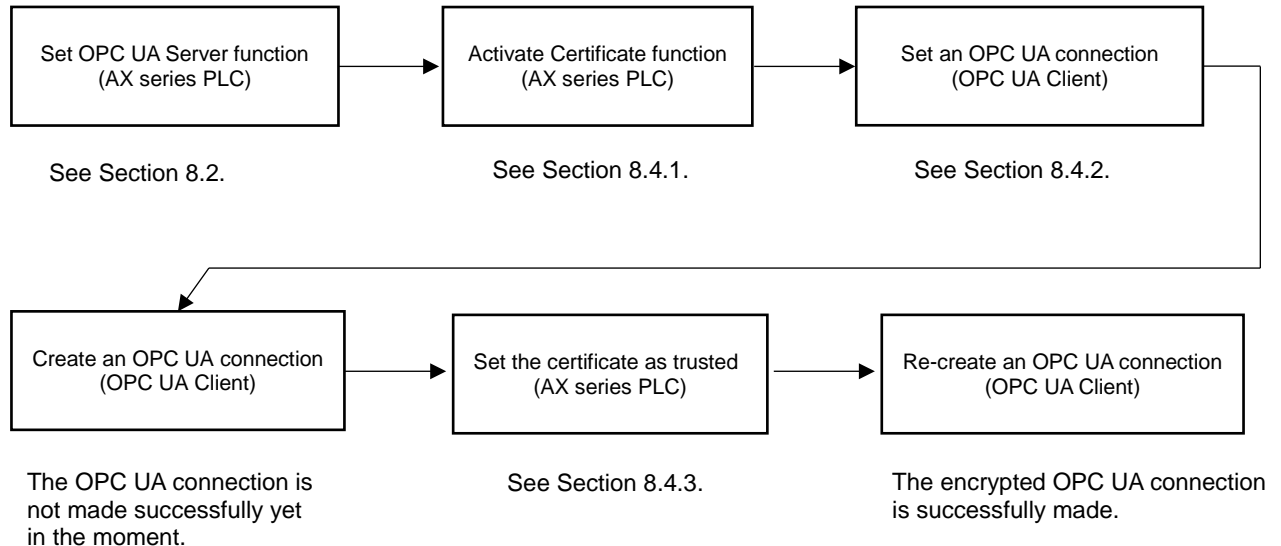 Set OPC UA Server function
(AX series PLC)
Activate Certificate function
(AX series PLC)
Set an OPC UA connection
(OPC UA Client)
See Section 8.2.
See Section 8.4.1.
See Section 8.4.2.
Create an OPC UA connection
(OPC UA Client)
Set the certificate as trusted
(AX series PLC)
Re-create an OPC UA connection
(OPC UA Client)
The OPC UA connection is
not made successfully yet
in the moment.
See Section 8.4.3.
The encrypted OPC UA connection
is successfully made.